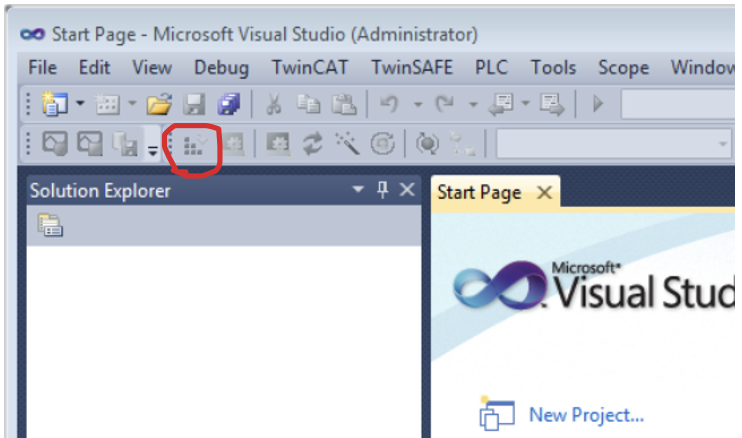 Start Page - Microsoft Visual Studio (Administrator)
File Edit View Debug TwinCAT TwinSAFE PLC Tools Scope Window
Solution Explorer
Start Page
Microsoft®
Visual Stud
New Project...